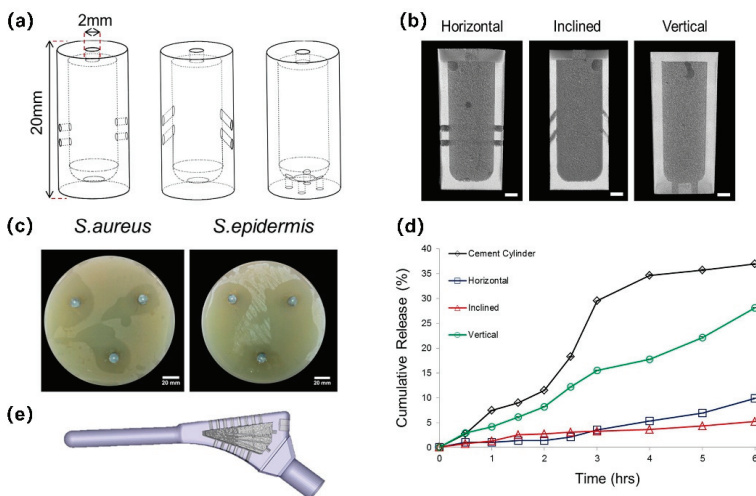 (a)
2mm
20mm
(b)
Horizontal Inclined Vertical
(c)
S.aureus S.epidermis
20 mm
20 mm
(d)
Cumulative Release (%)
40
35
30
25
20
15
10
5
0
Cement Cylinder
Horizontal
Inclined
Vertical
0 1 2 3 4 5 6
Time (hrs)
(e)